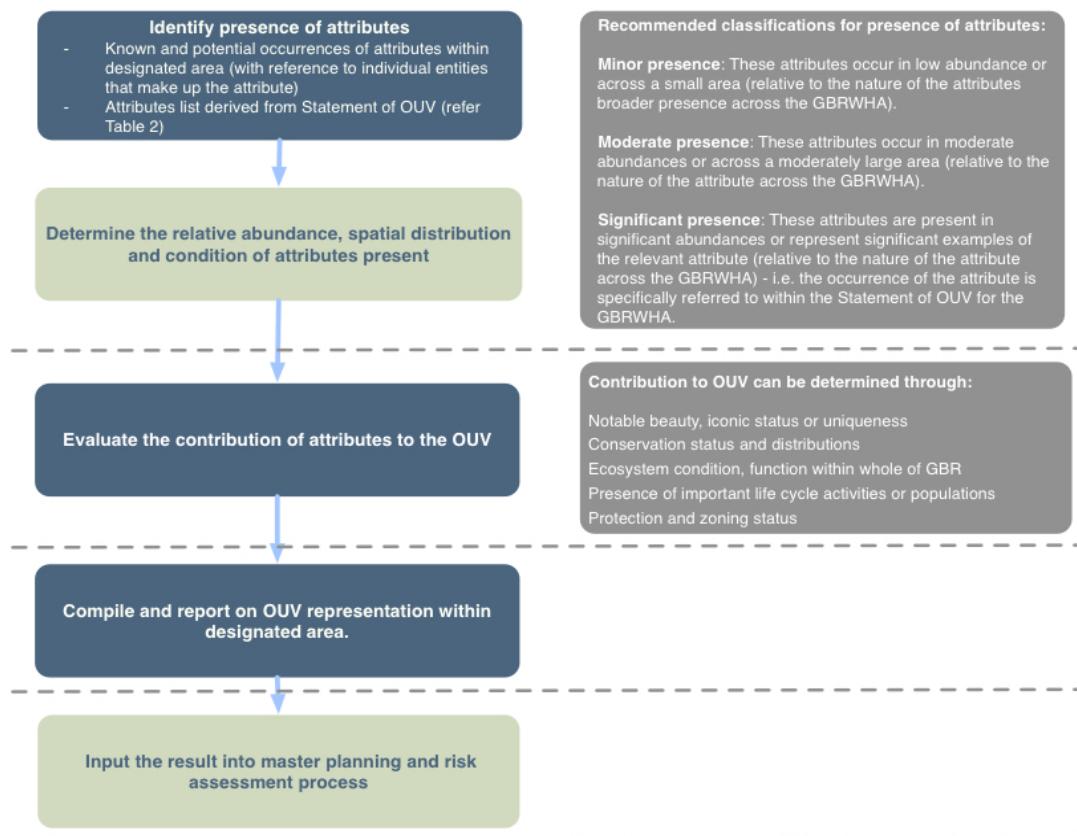 Identify presence of attributes
- Known and potential occurrences of attributes within
designated area (with reference to individual entities
that make up the attribute)
- Attributes list derived from Statement of OUV (refer
Table 2)
Determine the relative abundance, spatial distribution
and condition of attributes present
Recommended classifications for presence of attributes:
Minor presence: These attributes occur in low abundance or
across a small area (relative to the nature of the attributes
broader presence across the GBRWHA).
Moderate presence: These attributes occur in moderate
abundances or across a moderately large area (relative to the
nature of the attribute across the GBRWHA).
Significant presence: These attributes are present in
significant abundances or represent significant examples of
the relevant attribute (relative to the nature of the attribute
across the GBRWHA) - i.e. the occurrence of the attribute is
specifically referred to within the Statement of OUV for the
GBRWHA.
Evaluate the contribution of attributes to the OUV
Contribution to OUV can be determined through:
Notable beauty, iconic status or uniqueness
Conservation status and distributions
Ecosystem condition, function within whole of GBR
Presence of important life cycle activities or populations
Protection and zoning status
Compile and report on OUV representation within
designated area.
Input the result into master planning and risk
assessment process